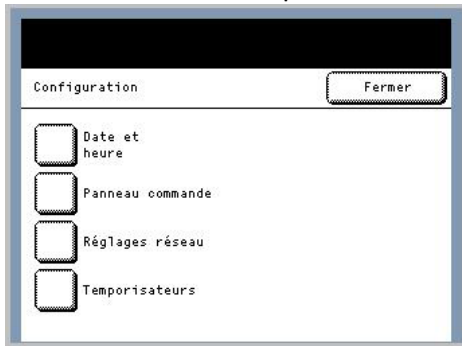 Configuration
Fermer
Date et
heure
Panneau commande
Réglages réseau
Temporisateurs